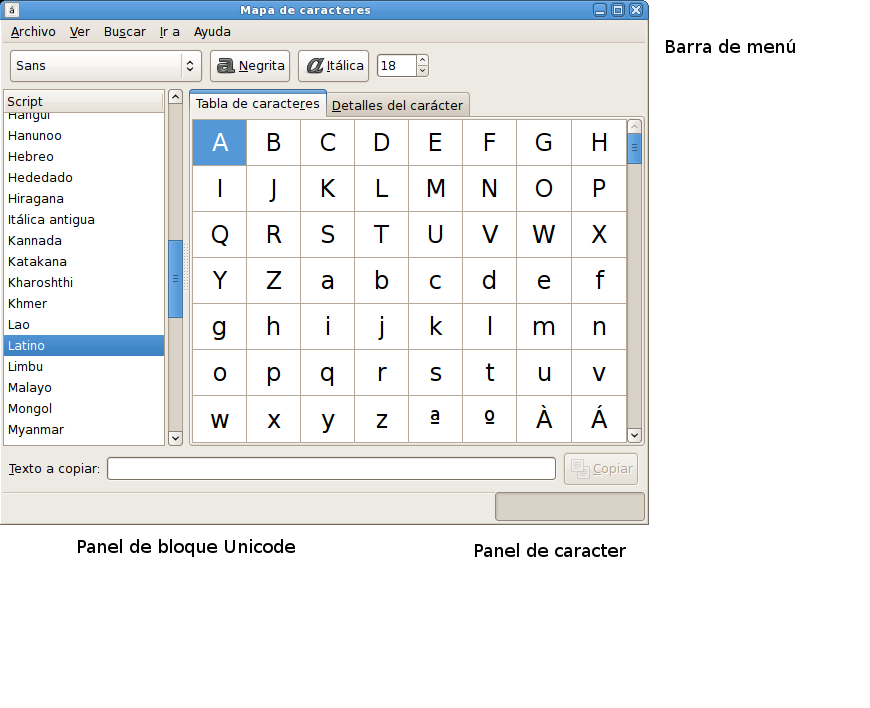 á Mapa de caracteres
Archivo Ver Buscar Ir a Ayuda
Barra de menú
Sans a Negrita a Itálica 18
Script
Hangul
Hanunoo
Hebreo
Hededado
Hiragana
Itálica antigua
Kannada
Katakana
Kharoshthi
Khmer
Lao
Latino
Limbu
Malayo
Mongol
Myanmar
Tabla de caracteres Detalles del carácter
A B C D E F G H
I J K L M N O P
Q R S T U V W X
Y Z a b c d e f
g h i j k l m n
o p q r s t u v
w x y z ª º À Á
Texto a copiar: Copiar
Panel de bloque Unicode
Panel de caracter